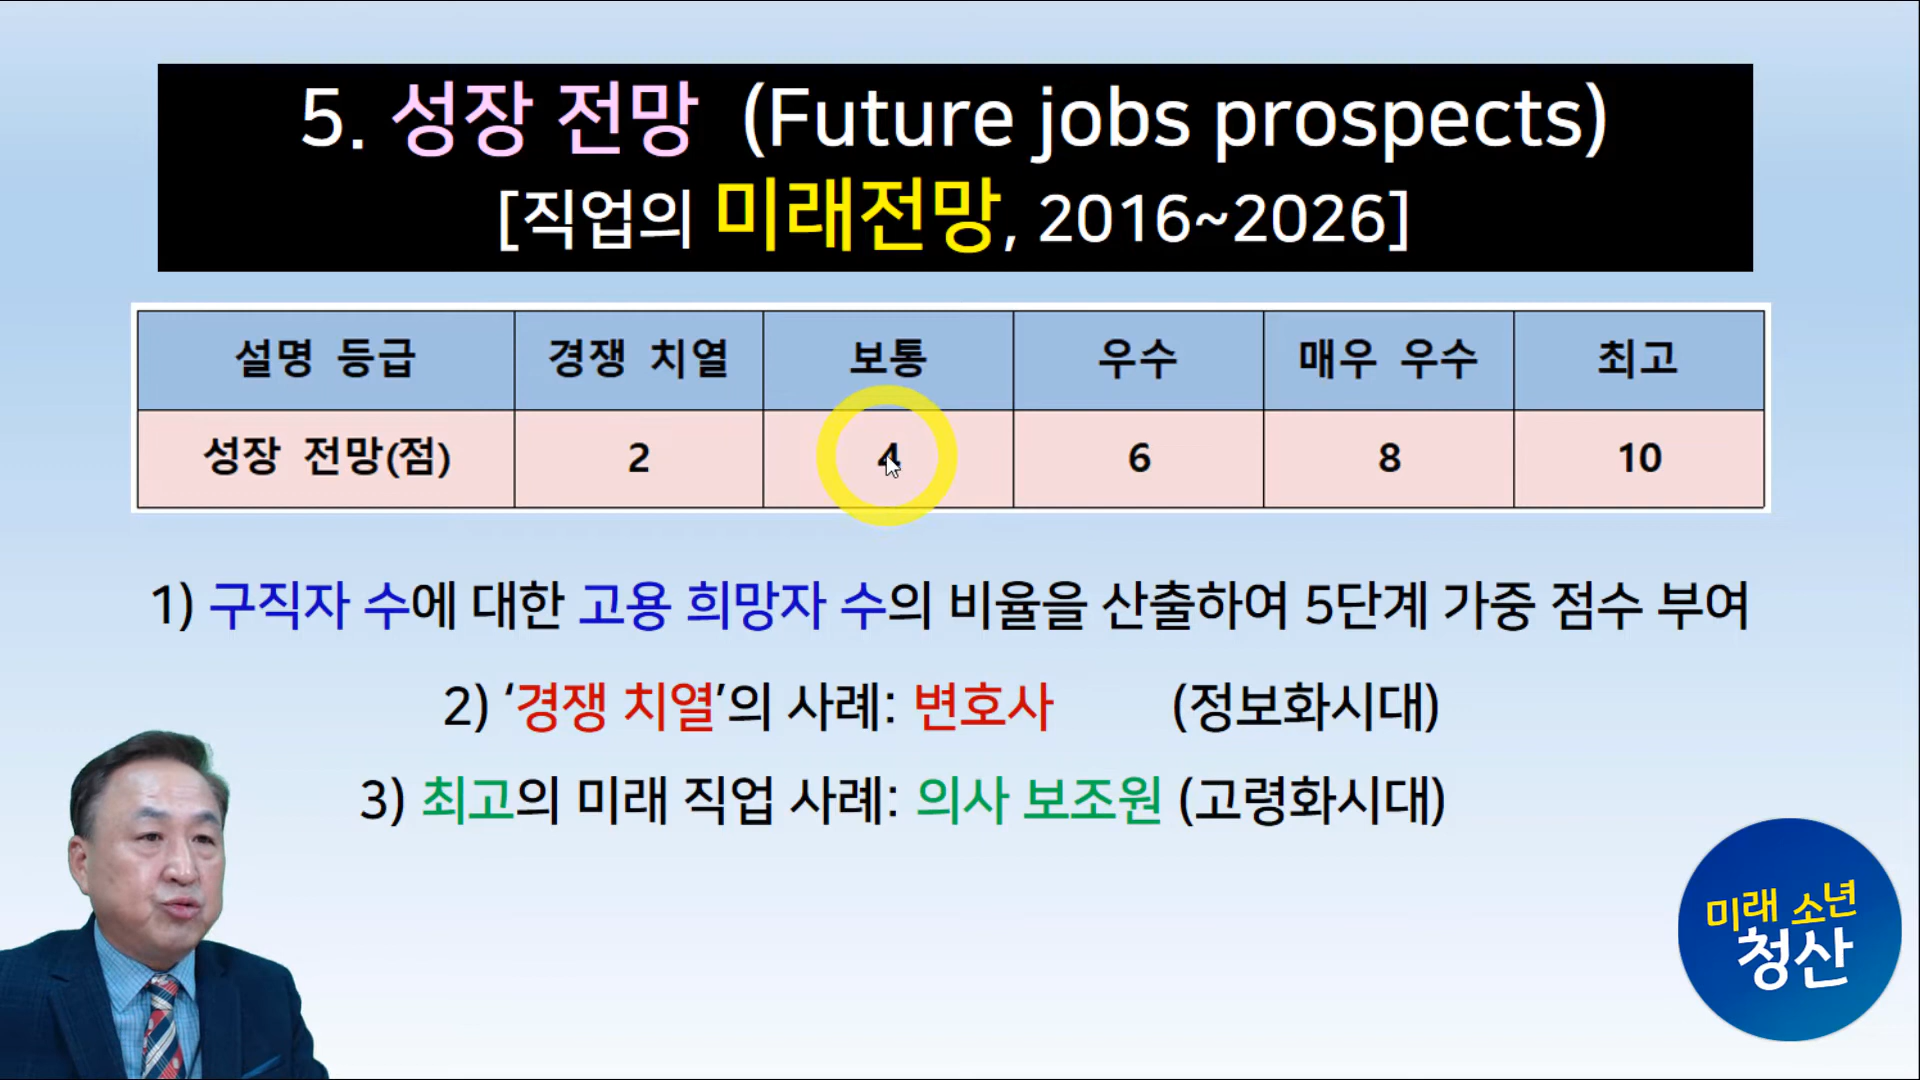 5. 성장 전망 (Future jobs prospects)
[직업의 미래전망, 2016~2026]
설명 등급 경쟁 치열 보통 우수 매우 우수 최고
성장 전망(점) 2 4 6 8 10
1) 구직자 수에 대한 고용 희망자 수의 비율을 산출하여 5단계 가중 점수 부여
2) ‘경쟁 치열’의 사례: 변호사 (정보화시대)
3) 최고의 미래 직업 사례: 의사 보조원 (고령화시대)
미래 소년
청산